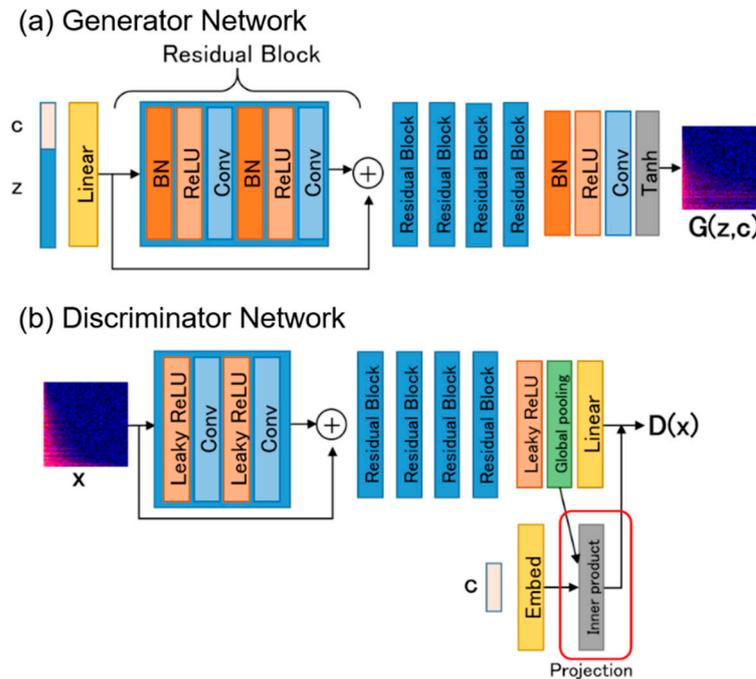 (a) Generator Network
Residual Block
c
z
Linear
BN
ReLU
Conv
BN
ReLU
Conv
+
Residual Block
Residual Block
Residual Block
Residual Block
BN
ReLU
Conv
Tanh
G(z,c)
(b) Discriminator Network
x
Leaky ReLU
Conv
Leaky ReLU
Conv
+
Residual Block
Residual Block
Residual Block
Residual Block
Leaky ReLU
Global pooling
Linear
D(x)
c
Embed
Inner product
Projection